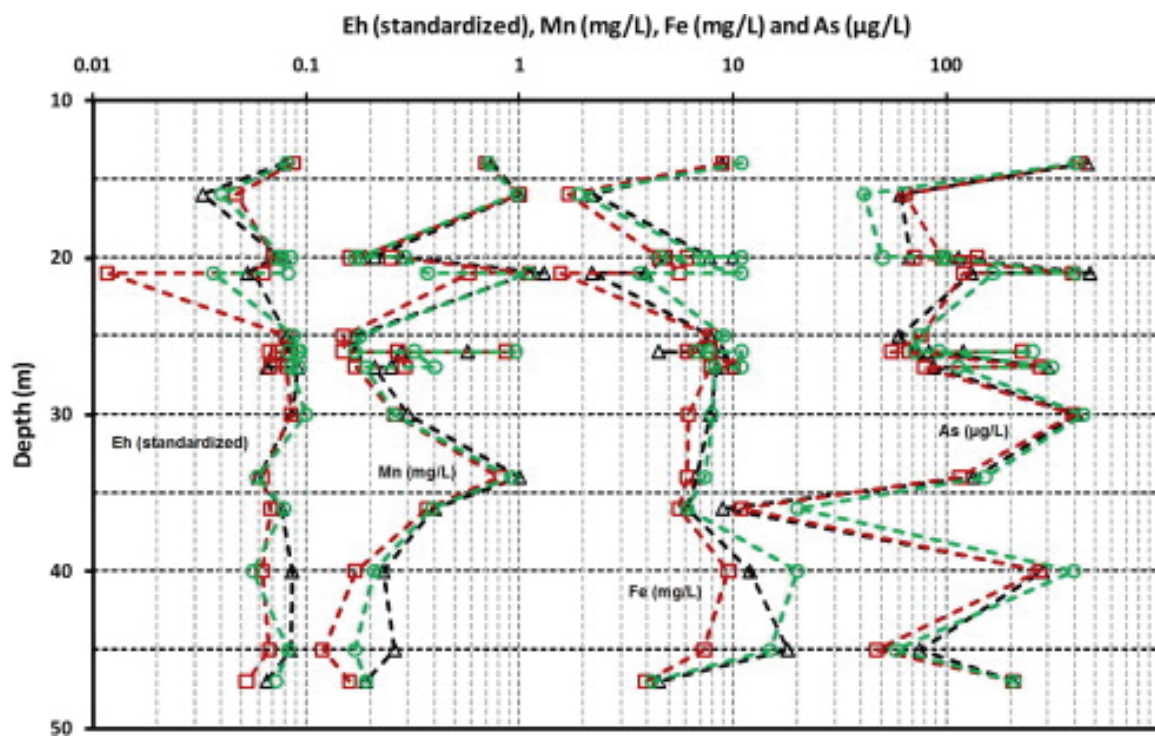 Eh (standardized), Mn (mg/L), Fe (mg/L) and As (µg/L)
0.01 0.1 1 10 100
10
20
Depth (m)
30
Eh (standardized)
Mn (mg/L)
As (µg/L)
40
Fe (mg/L)
50